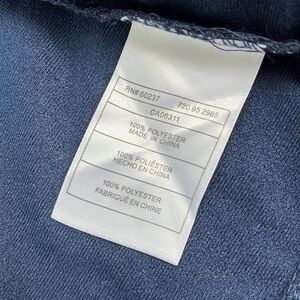 RN# 60237 720 95 2965
CA06311
100% POLYESTER
MADE IN CHINA
100% POLIÉSTER
HECHO EN CHINA
100% POLYESTER
FABRIQUÉ EN CHINE